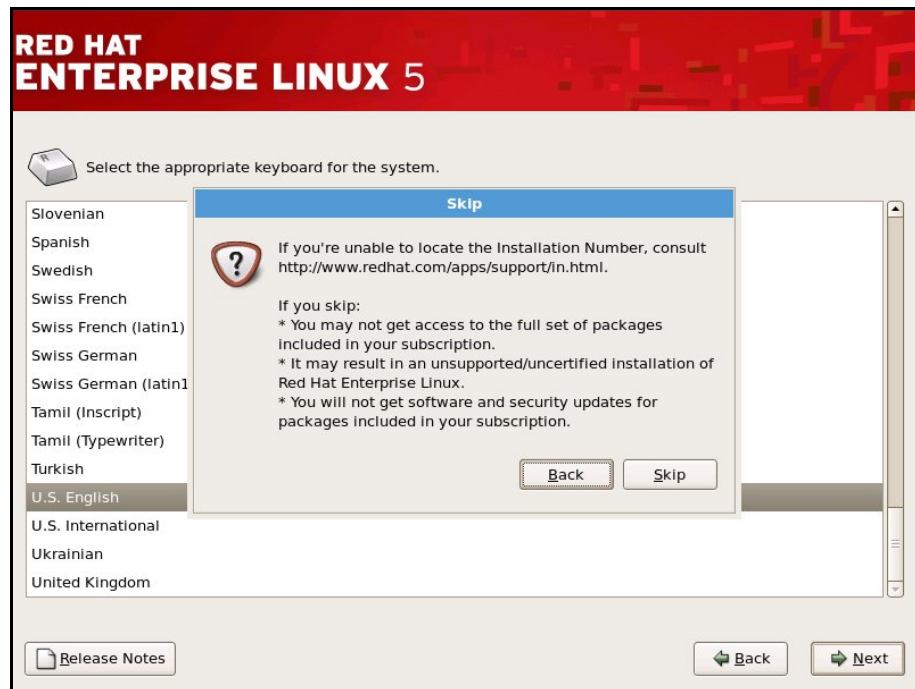 RED HAT
ENTERPRISE LINUX 5
Select the appropriate keyboard for the system.
Slovenian
Spanish
Swedish
Swiss French
Swiss French (latin1)
Swiss German
Swiss German (latin1
Tamil (Inscript)
Tamil (Typewriter)
Turkish
U.S. English
U.S. International
Ukrainian
United Kingdom
Skip
If you're unable to locate the Installation Number, consult
http://www.redhat.com/apps/support/in.html.
If you skip:
* You may not get access to the full set of packages
included in your subscription.
* It may result in an unsupported/uncertified installation of
Red Hat Enterprise Linux.
* You will not get software and security updates for
packages included in your subscription.
Back
Skip
Release Notes
Back
Next